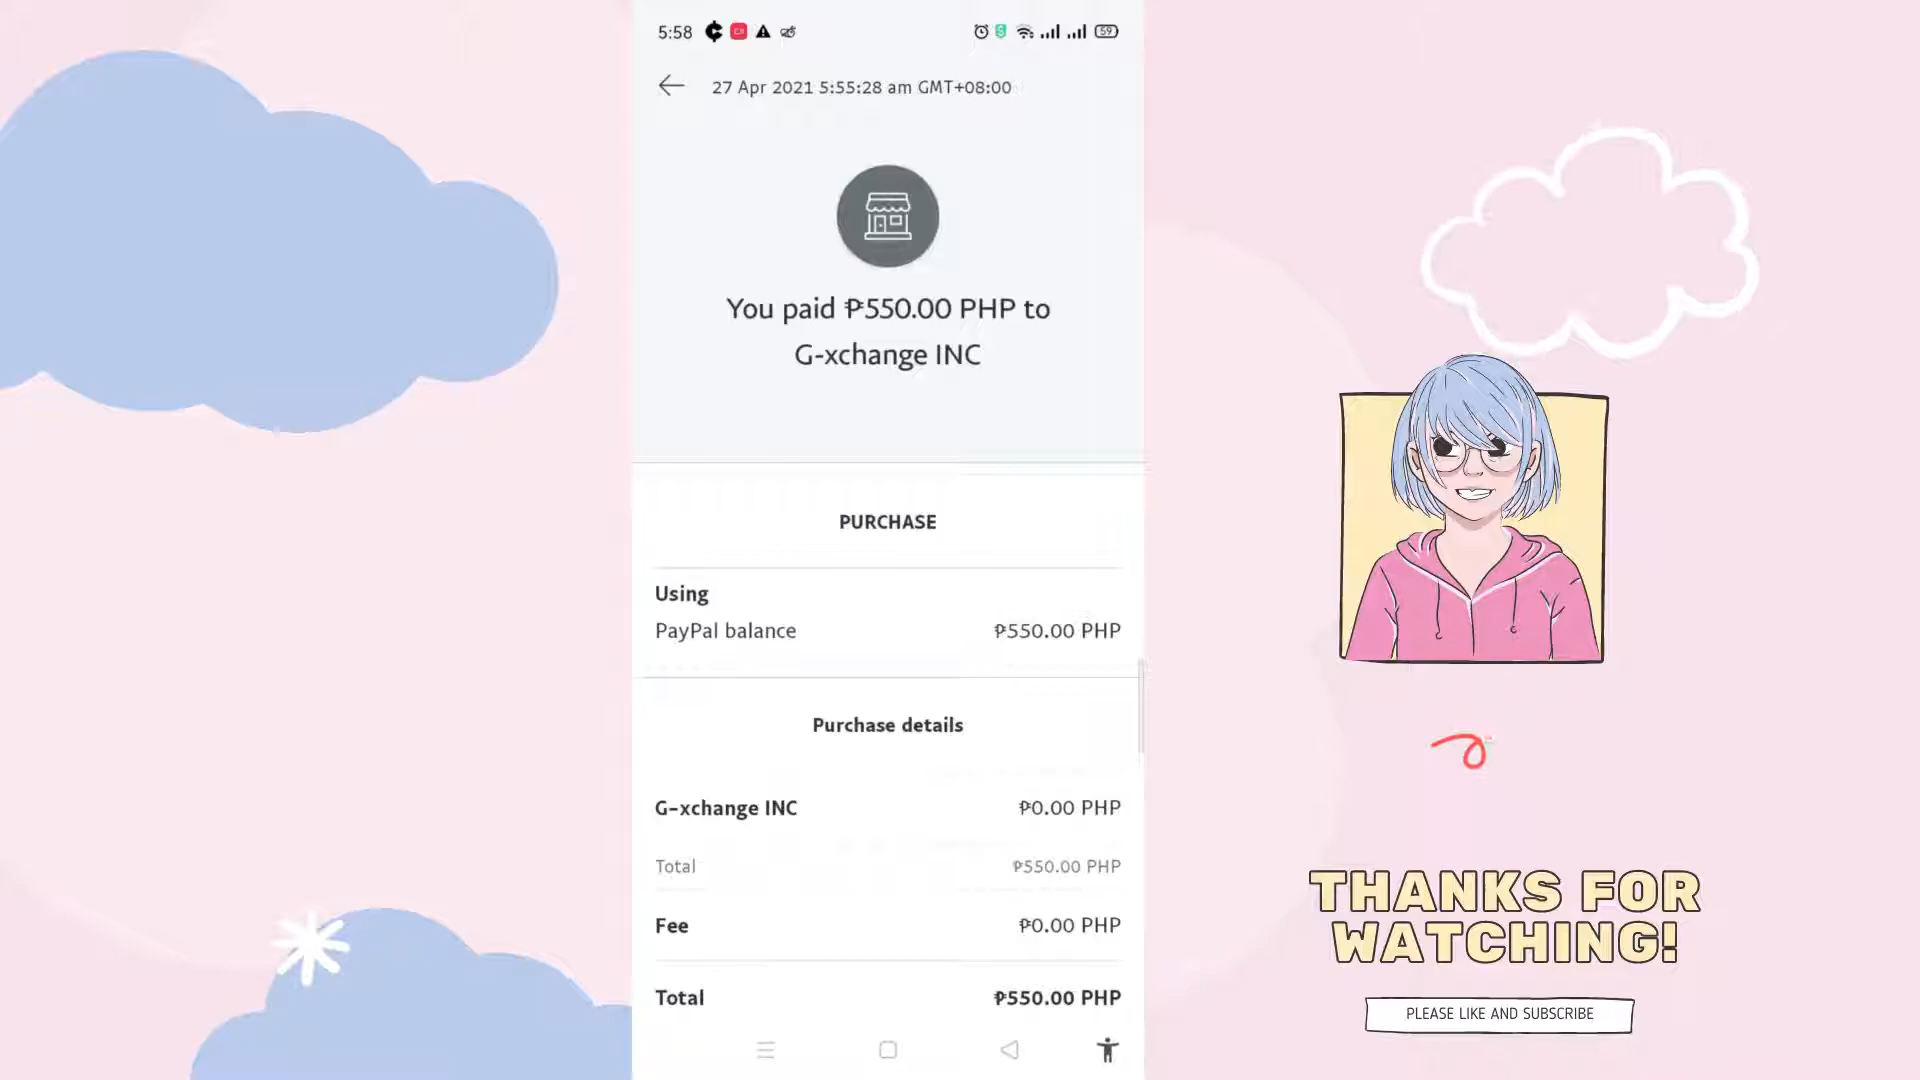 5:58
59
27 Apr 2021 5:55:28 am GMT+08:00
You paid ₱550.00 PHP to
G-xchange INC
PURCHASE
Using
PayPal balance ₱550.00 PHP
Purchase details
G-xchange INC ₱0.00 PHP
Total ₱550.00 PHP
Fee ₱0.00 PHP
Total ₱550.00 PHP
THANKS FOR
WATCHING!
PLEASE LIKE AND SUBSCRIBE